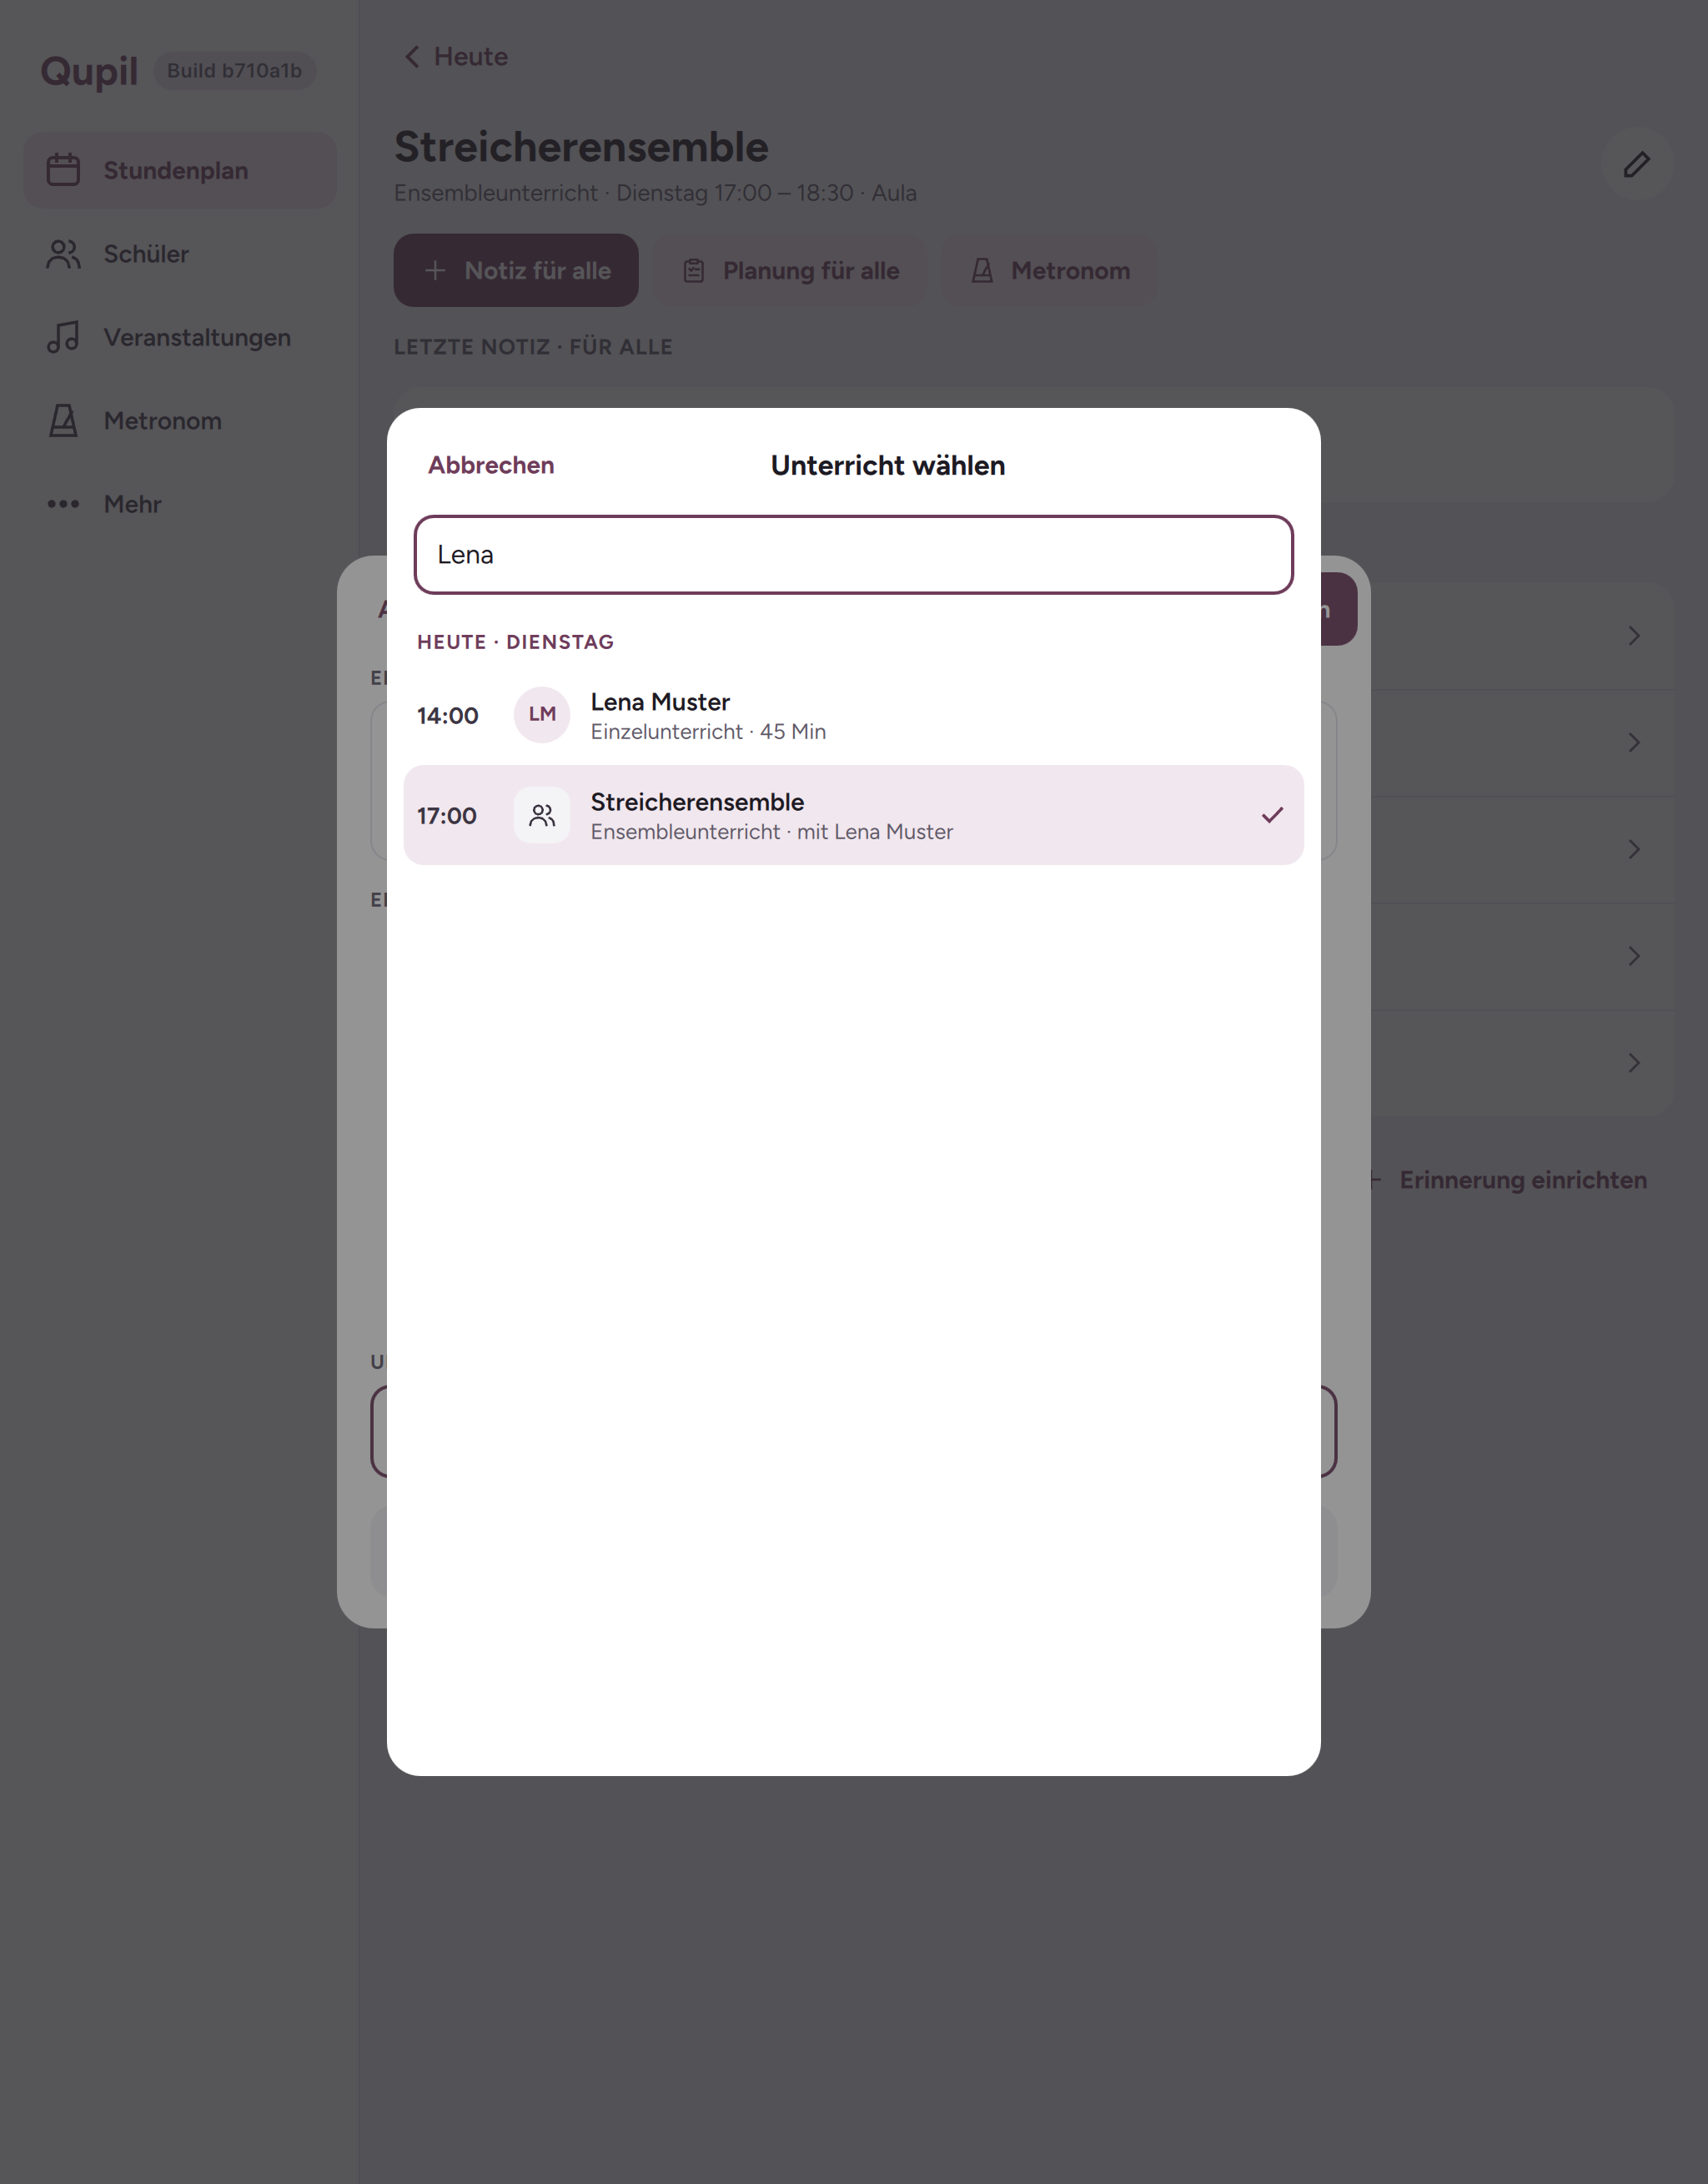 Qupil
Build b710a1b
Stundenplan
Schüler
Veranstaltungen
Metronom
Mehr
Heute
Streicherensemble
Ensembleunterricht · Dienstag 17:00 – 18:30 · Aula
Notiz für alle
Planung für alle
Metronom
LETZTE NOTIZ · FÜR ALLE
Abbrechen
Unterricht wählen
Lena
HEUTE · DIENSTAG
14:00
LM
Lena Muster
Einzelunterricht · 45 Min
17:00
Streicherensemble
Ensembleunterricht · mit Lena Muster
Erinnerung einrichten